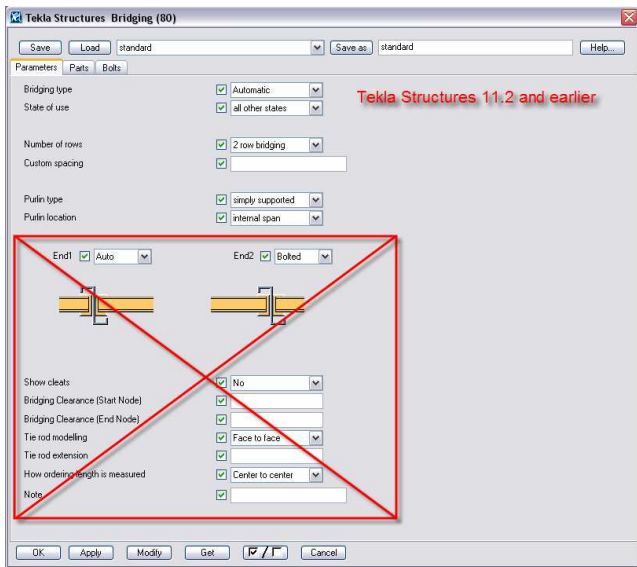 Tekla Structures Bridging (80)
Save Load standard Save as standard Help...
Parameters Parts Bolts
Bridging type Automatic
Tekla Structures 11.2 and earlier
State of use all other states
Number of rows 2 row bridging
Custom spacing
Purlin type simply supported
Purlin location internal span
End1 Auto End2 Bolted
Show cleats No
Bridging Clearance (Start Node)
Bridging Clearance (End Node)
Tie rod modelling Face to face
Tie rod extension
How ordering length is measured Center to center
Note
OK Apply Modify Get / Cancel